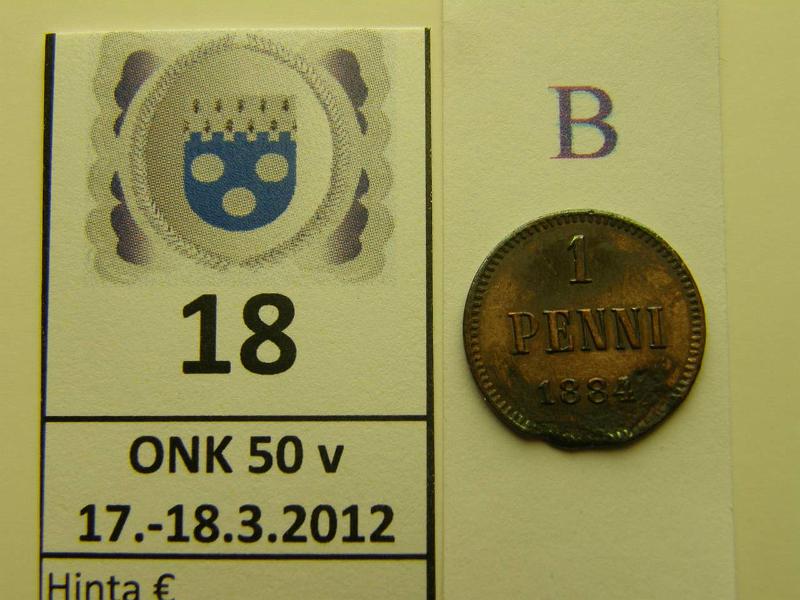 18
ONK 50 v
17.-18.3.2012
Hinta €
B
1
PENNI
1884